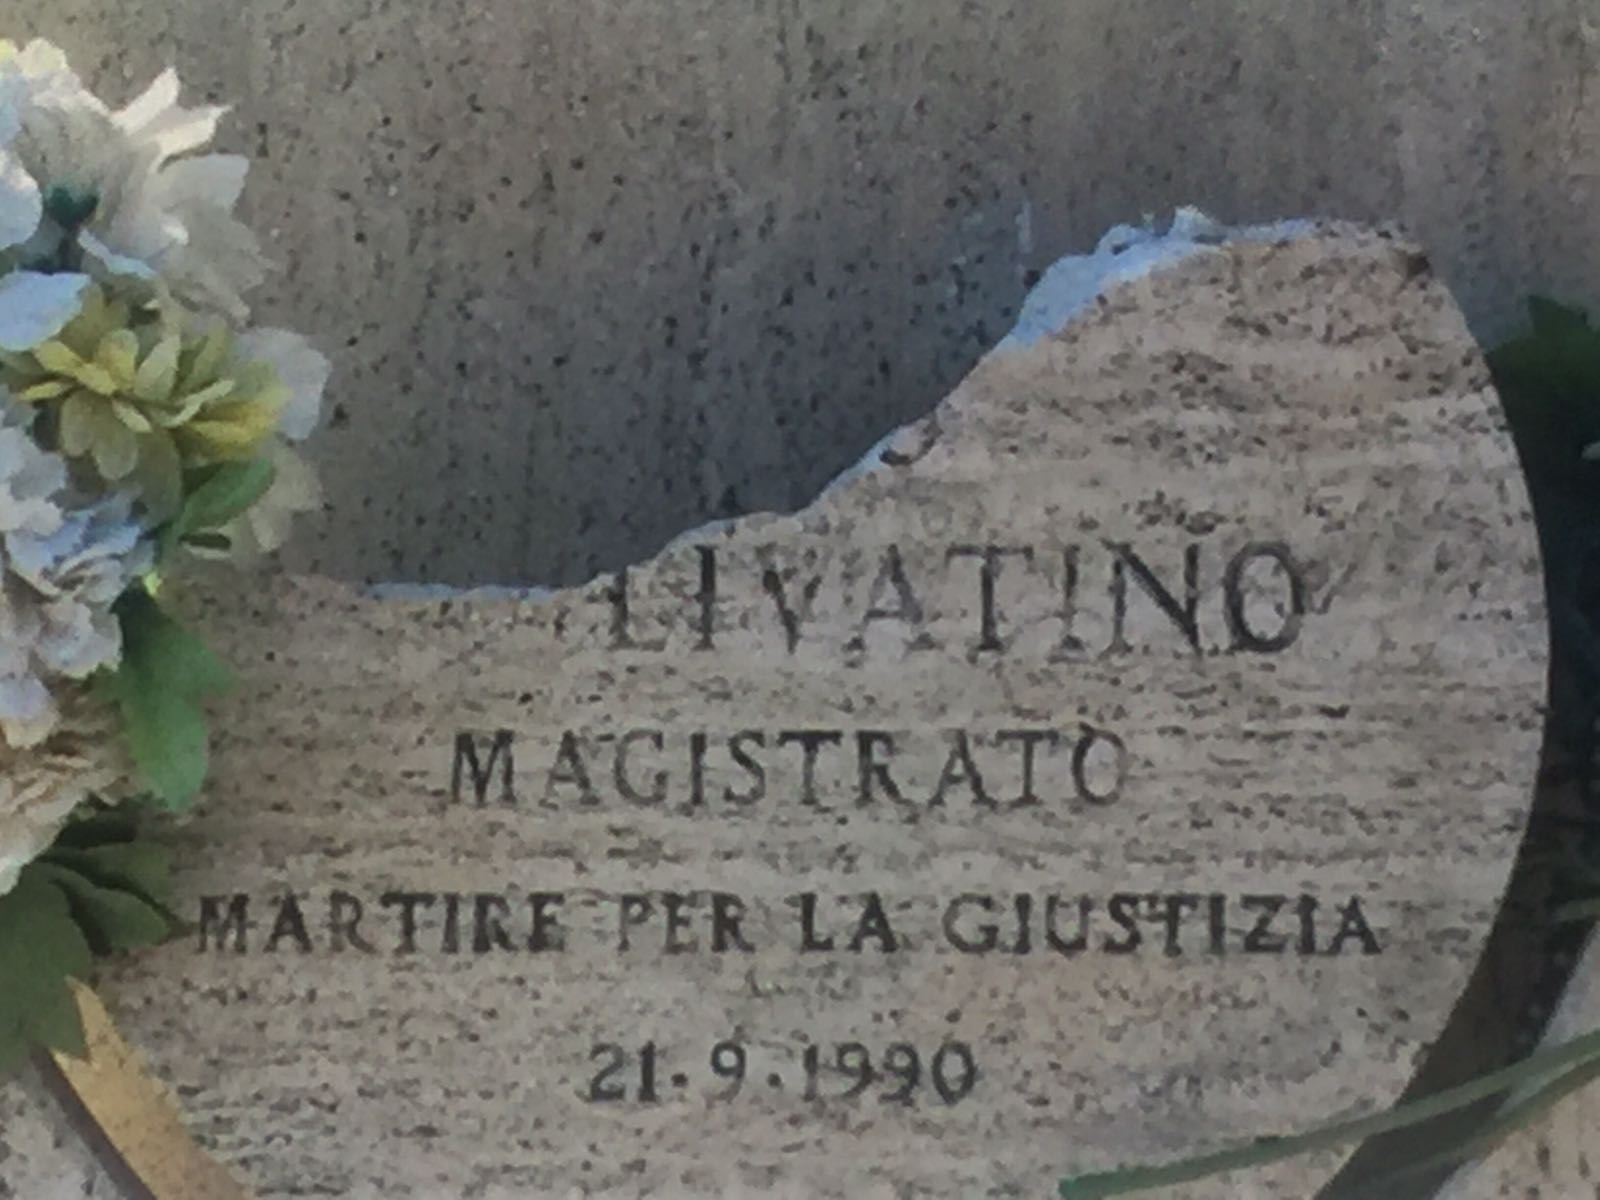 LIVATINO
MAGISTRATO
MARTIRE PER LA GIUSTIZIA
21.9.1990